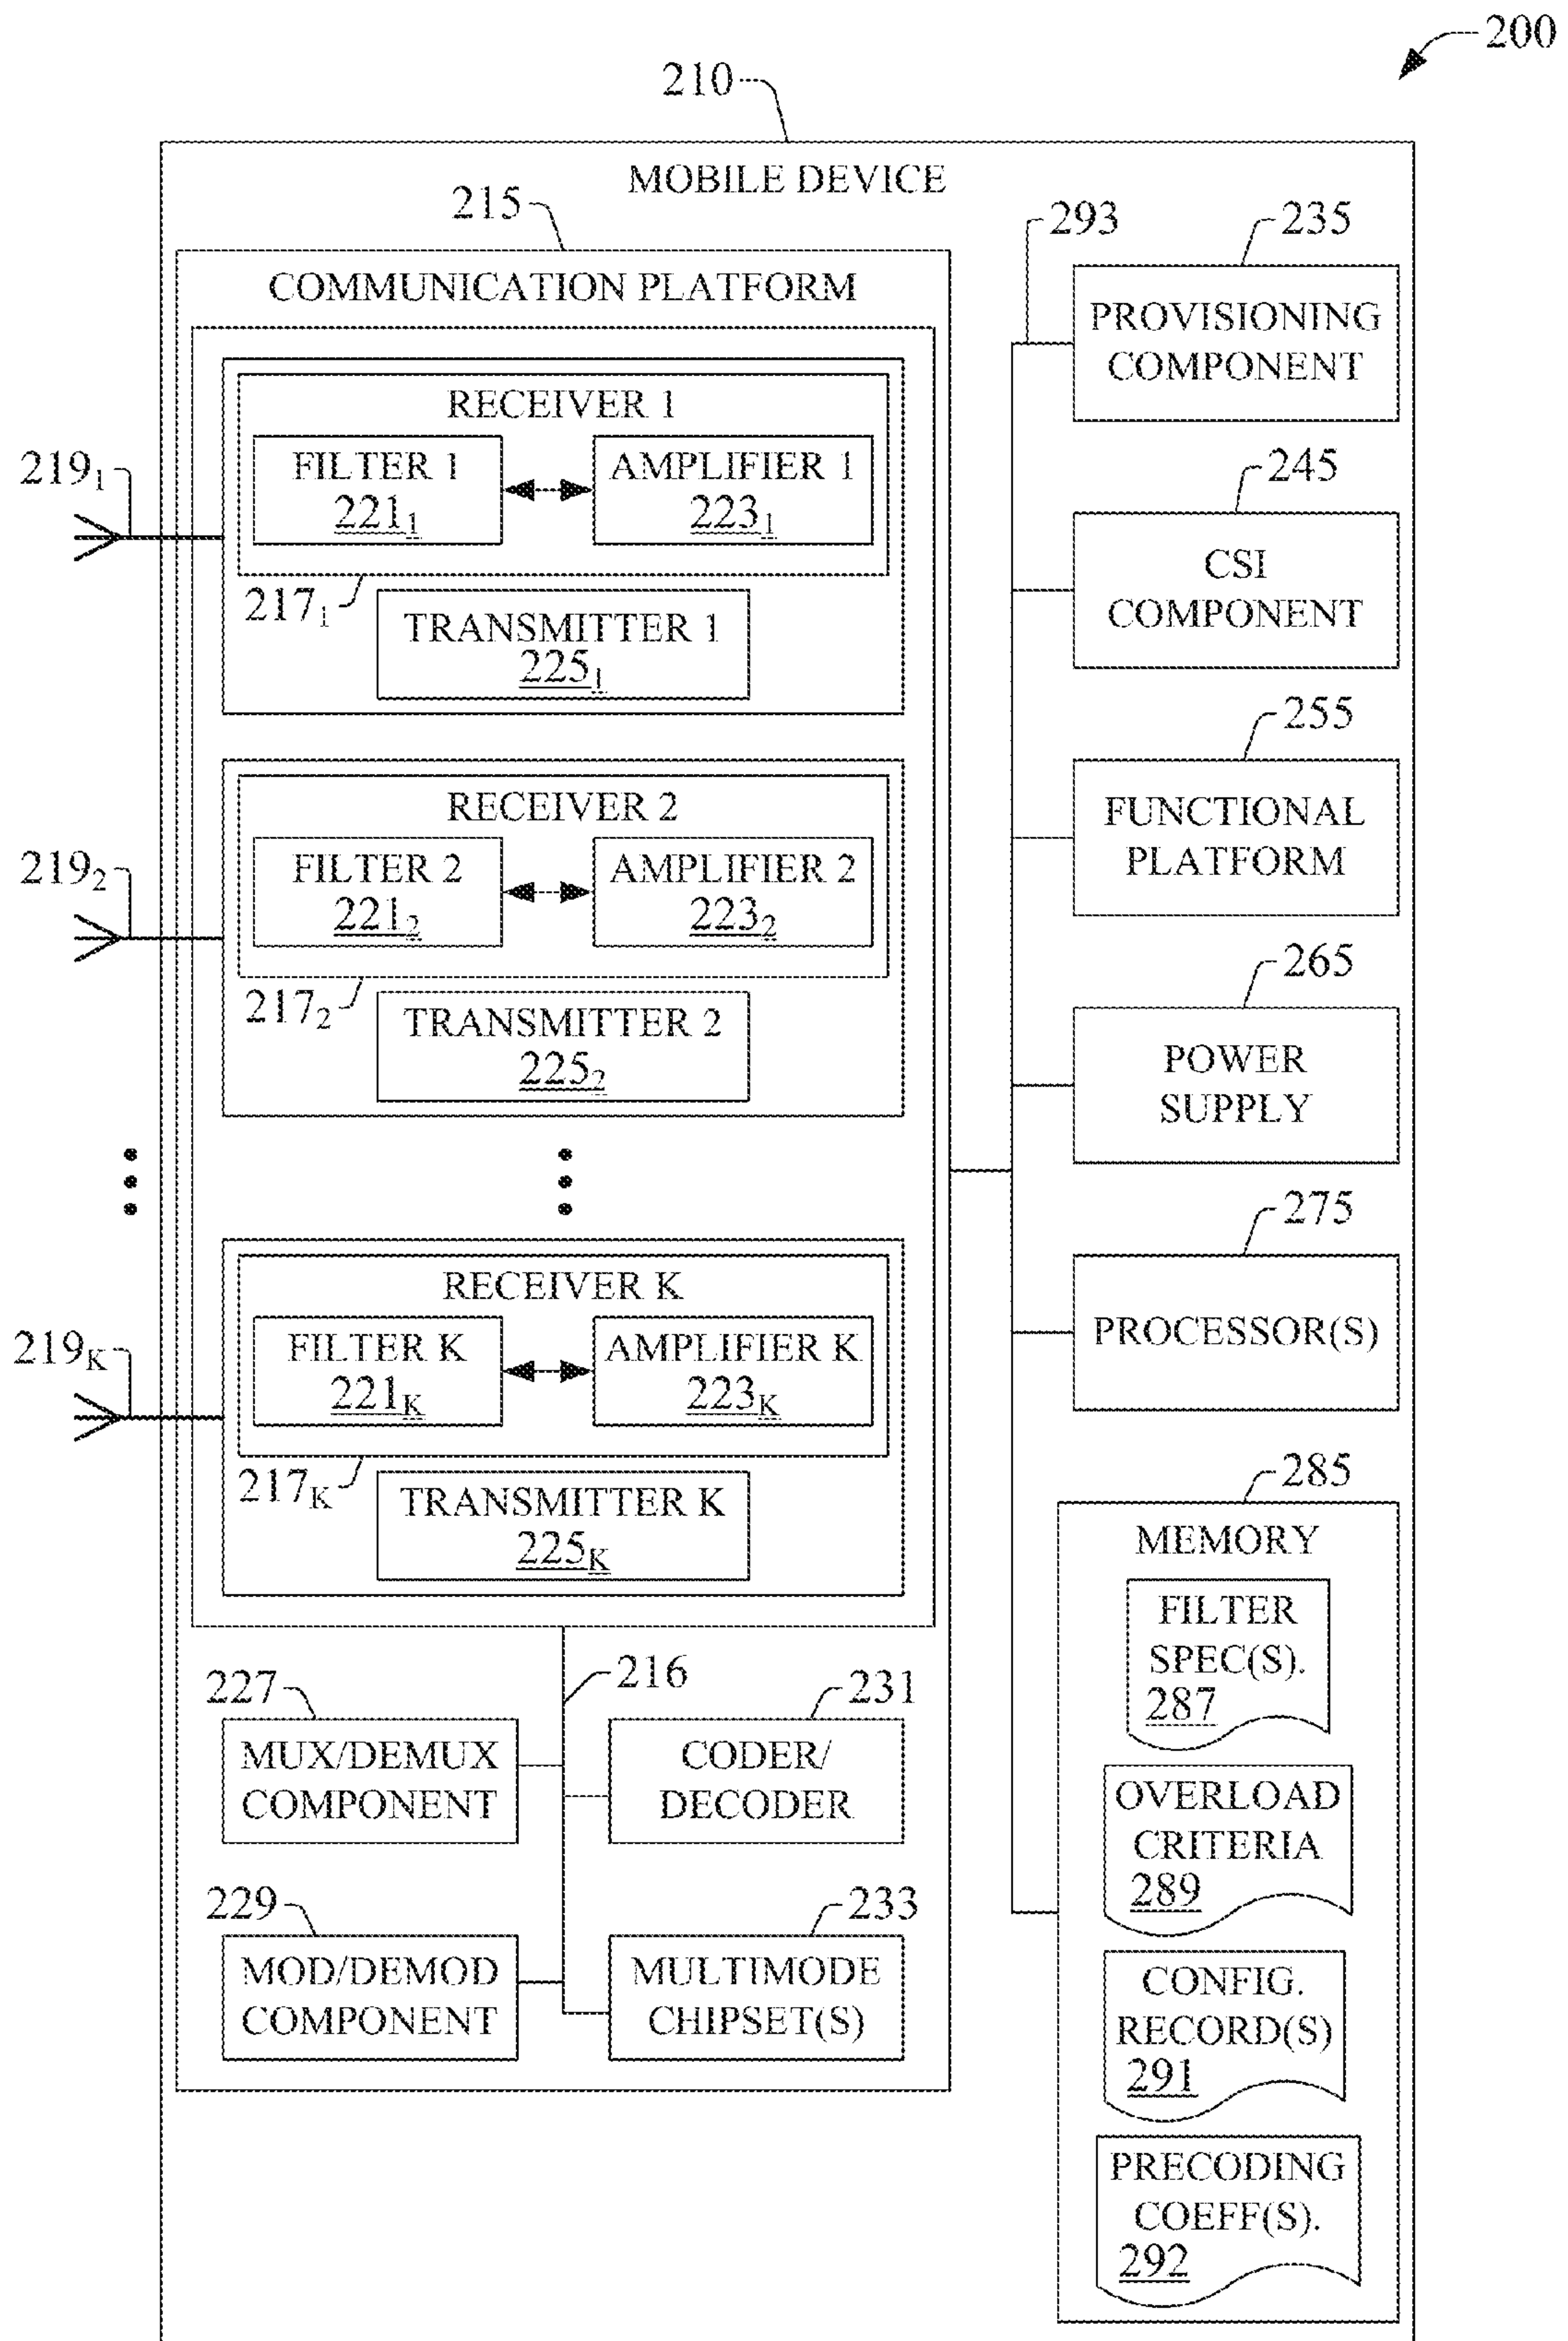 200
210
MOBILE DEVICE
215
COMMUNICATION PLATFORM
RECEIVER 1
FILTER 1
221₁
AMPLIFIER 1
223₁
219₁
217₁
TRANSMITTER 1
225₁
RECEIVER 2
FILTER 2
221₂
AMPLIFIER 2
223₂
219₂
217₂
TRANSMITTER 2
225₂
RECEIVER K
FILTER K
221K
AMPLIFIER K
223K
219K
217K
TRANSMITTER K
225K
216
227
MUX/DEMUX
COMPONENT
231
CODER/
DECODER
229
MOD/DEMOD
COMPONENT
233
MULTIMODE
CHIPSET(S)
293
235
PROVISIONING
COMPONENT
245
CSI
COMPONENT
255
FUNCTIONAL
PLATFORM
265
POWER
SUPPLY
275
PROCESSOR(S)
285
MEMORY
FILTER
SPEC(S).
287
OVERLOAD
CRITERIA
289
CONFIG.
RECORD(S)
291
PRECODING
COEFF(S).
292